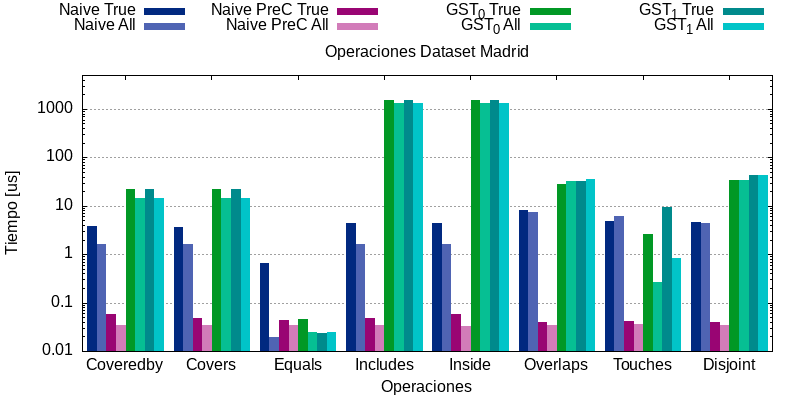 Naive True Naive PreC True GST0 True GST1 True
Naive All Naive PreC All GST0 All GST1 All
Operaciones Dataset Madrid
Tiempo [us]
1000
100
10
1
0.1
0.01
Coveredby Covers Equals Includes Inside Overlaps Touches Disjoint
Operaciones